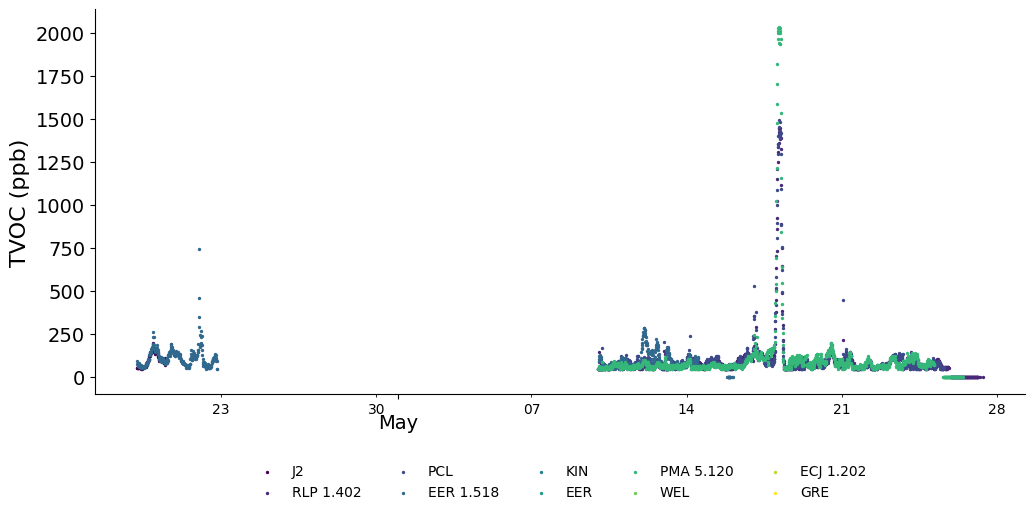 TVOC (ppb)
2000
1750
1500
1250
1000
750
500
250
0
23 30 07 14 21 28
May
J2 PCL KIN PMA 5.120 ECJ 1.202
RLP 1.402 EER 1.518 EER WEL GRE